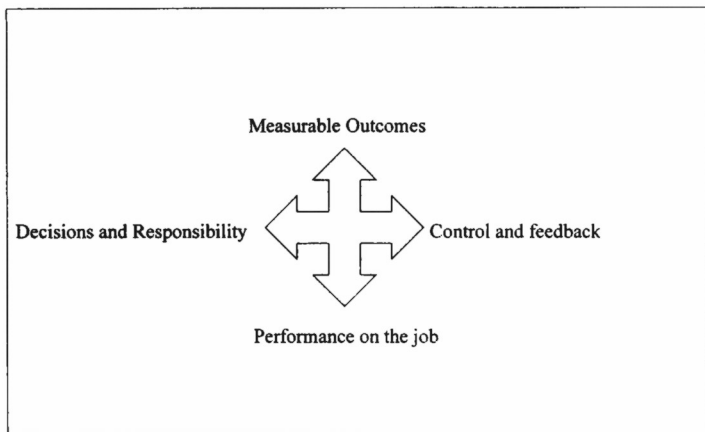 Measurable Outcomes
Decisions and Responsibility
Control and feedback
Performance on the job